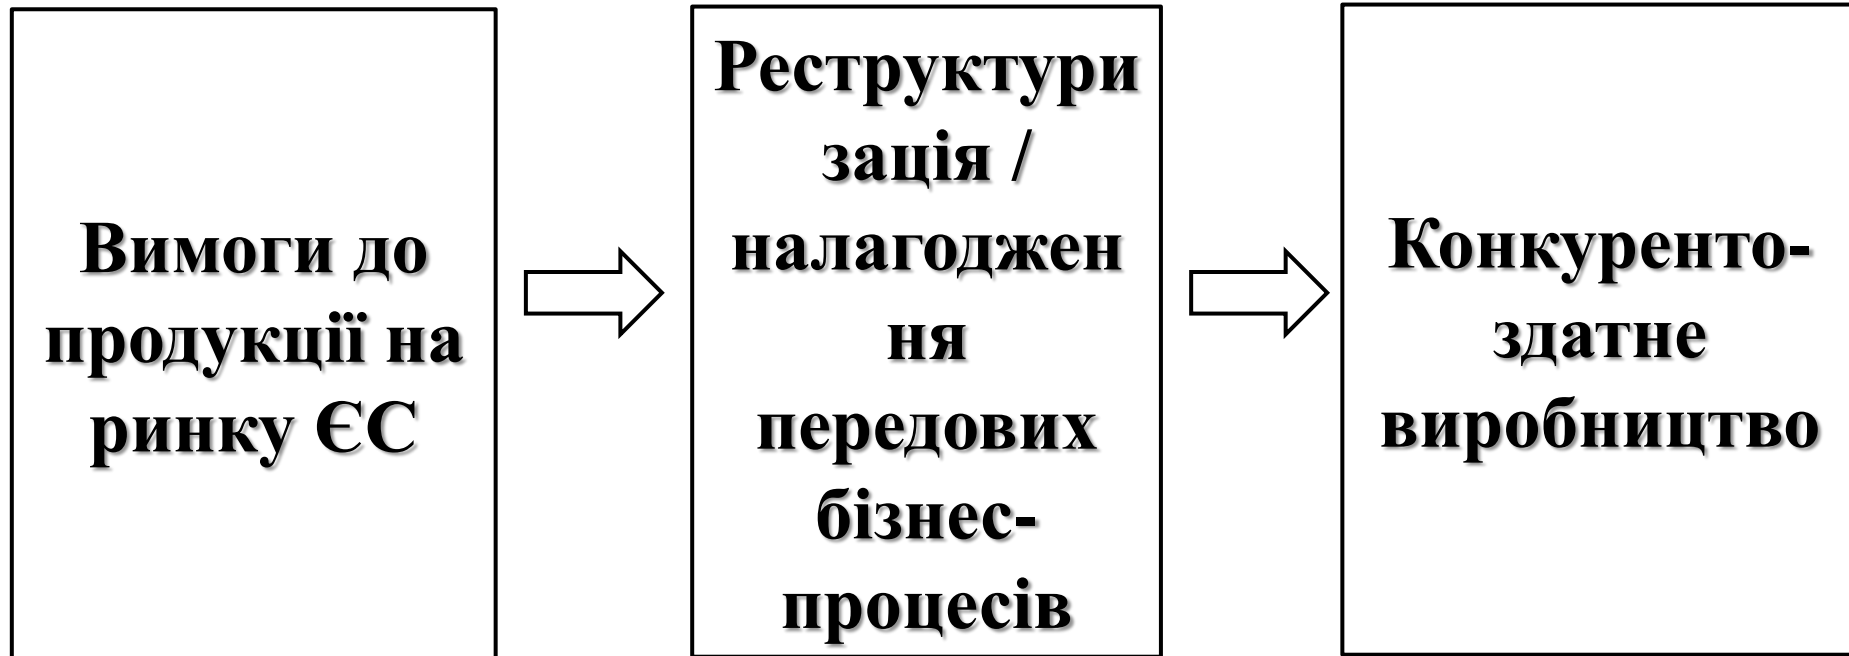 Вимоги до
продукції на
ринку ЄС
Реструктури
зація /
налагоджен
ня
передових
бізнес-
процесів
Конкуренто-
здатне
виробництво